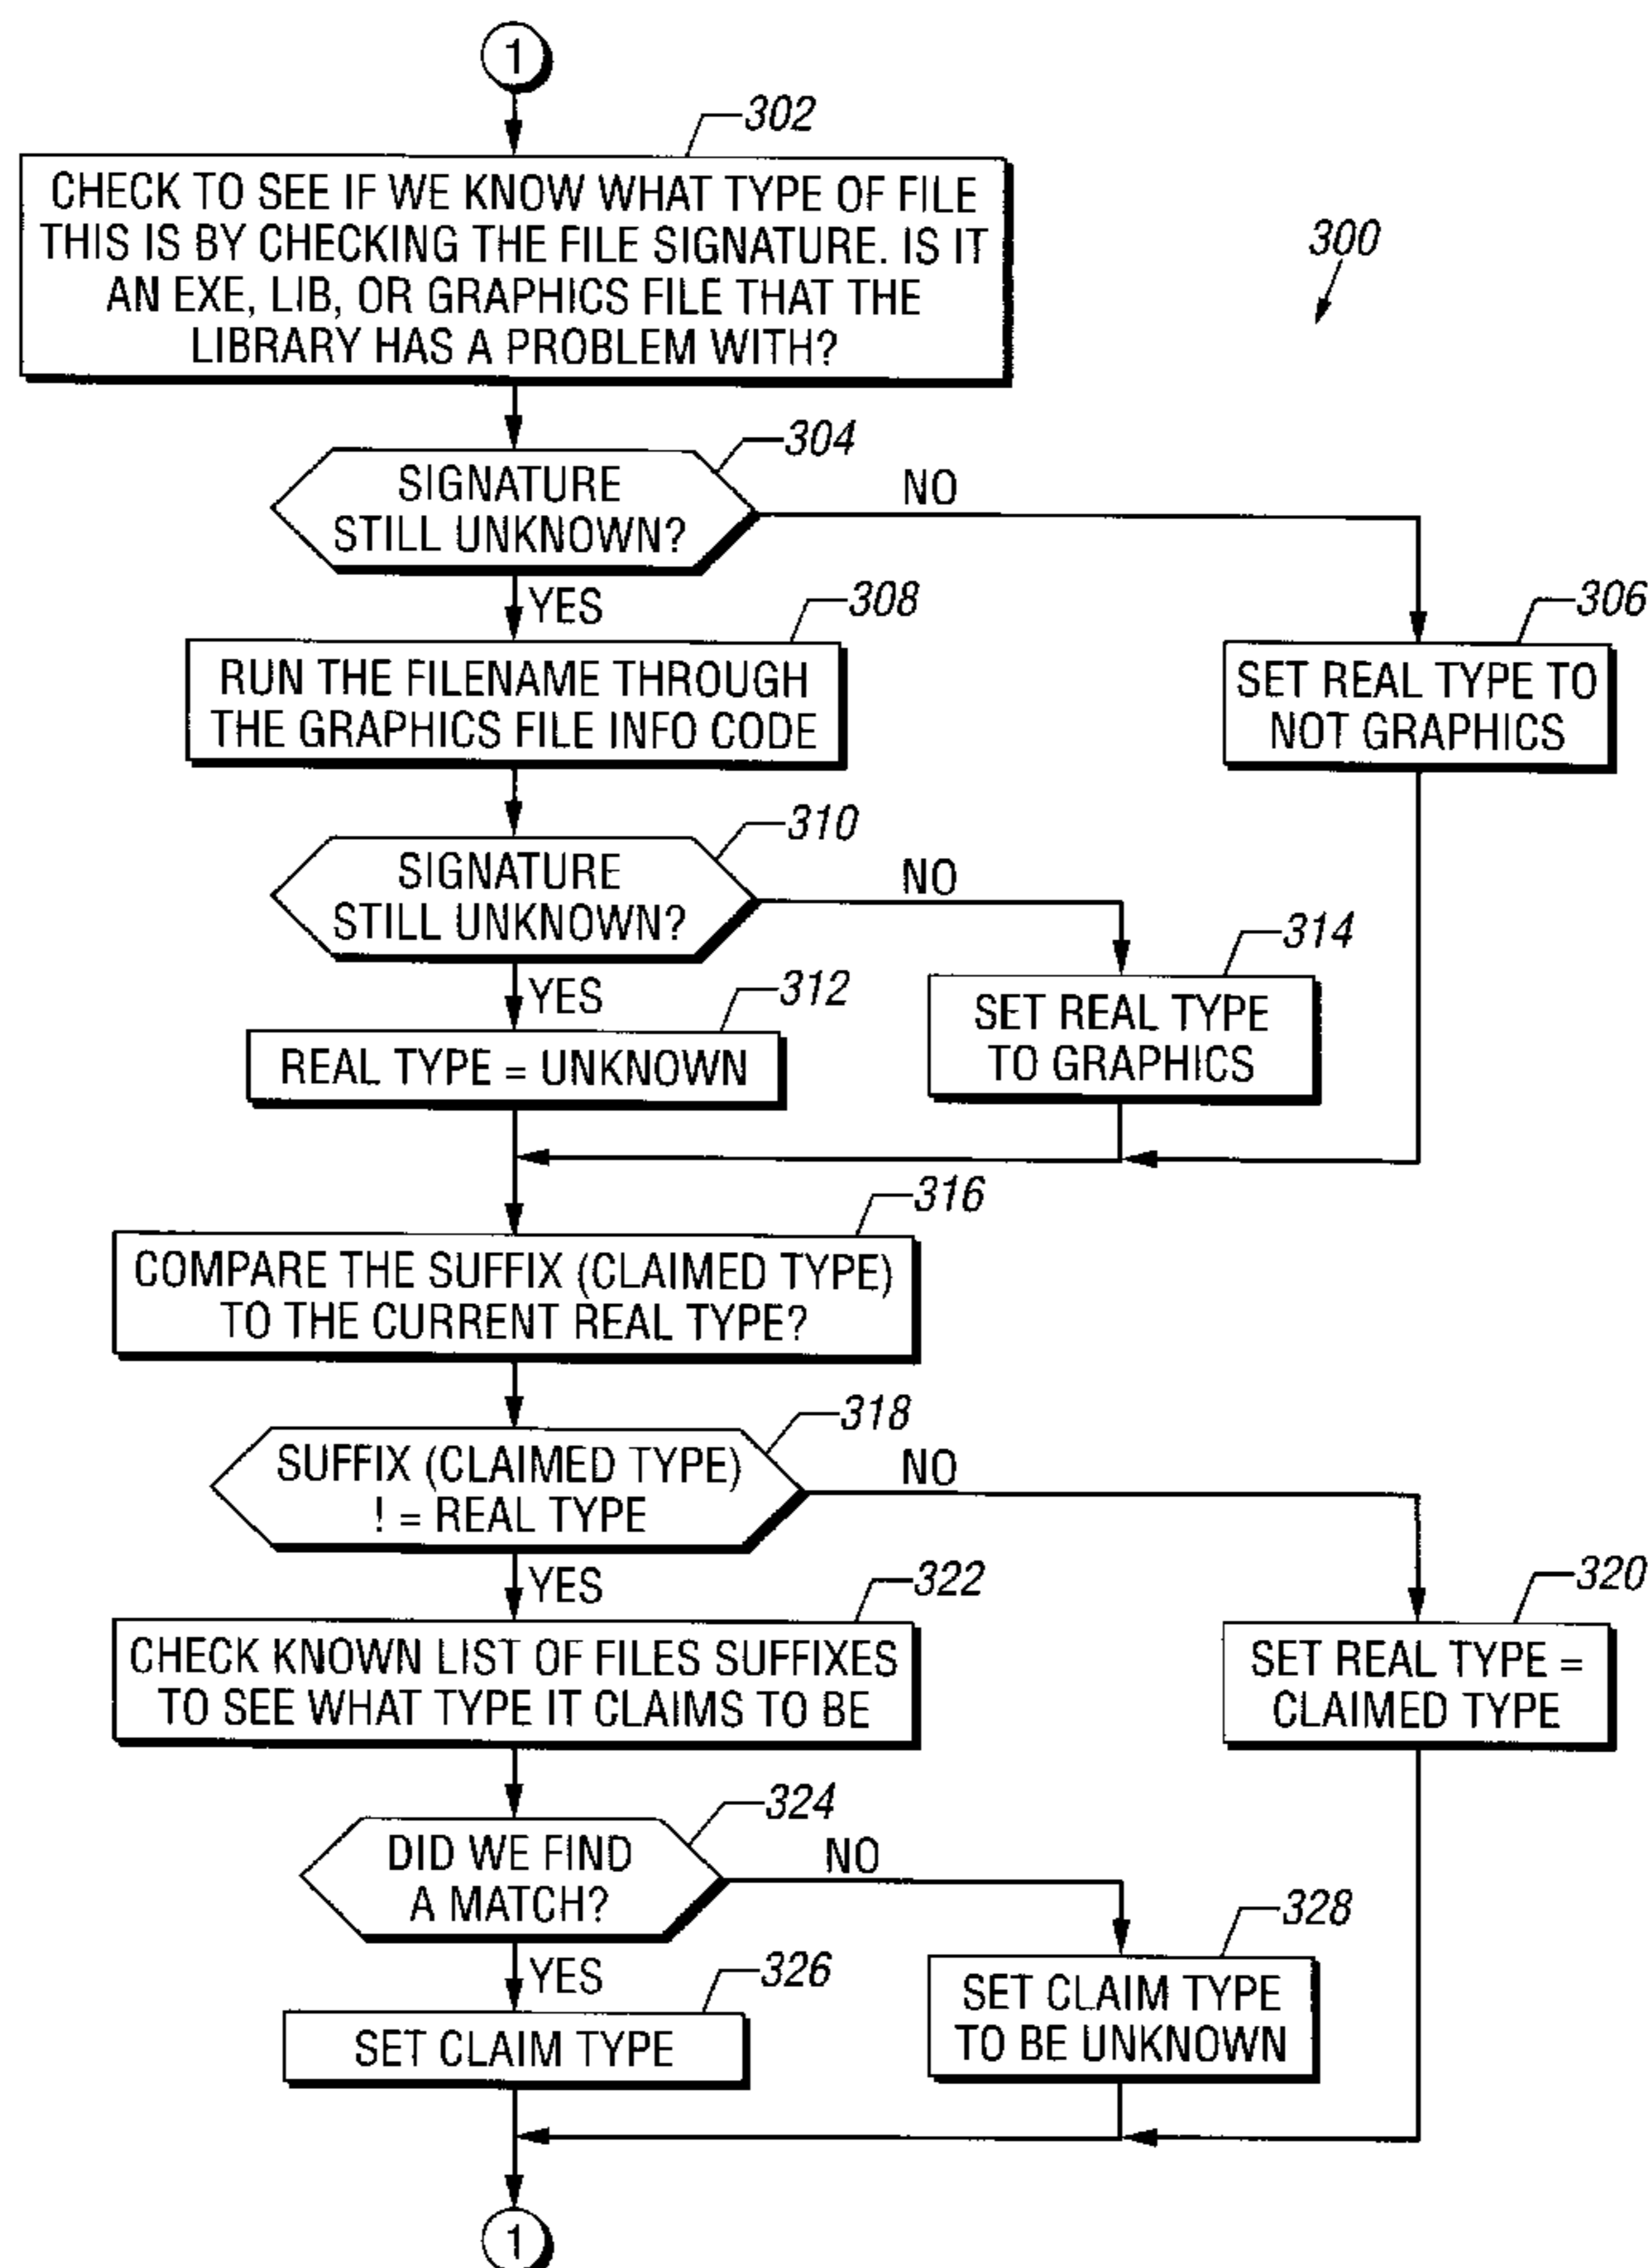 1
302
CHECK TO SEE IF WE KNOW WHAT TYPE OF FILE
THIS IS BY CHECKING THE FILE SIGNATURE. IS IT
AN EXE, LIB, OR GRAPHICS FILE THAT THE
LIBRARY HAS A PROBLEM WITH?
300
304
SIGNATURE
STILL UNKNOWN?
NO
YES
308
RUN THE FILENAME THROUGH
THE GRAPHICS FILE INFO CODE
306
SET REAL TYPE TO
NOT GRAPHICS
310
SIGNATURE
STILL UNKNOWN?
NO
YES
314
SET REAL TYPE
TO GRAPHICS
312
REAL TYPE = UNKNOWN
316
COMPARE THE SUFFIX (CLAIMED TYPE)
TO THE CURRENT REAL TYPE?
318
SUFFIX (CLAIMED TYPE)
! = REAL TYPE
NO
YES
322
CHECK KNOWN LIST OF FILES SUFFIXES
TO SEE WHAT TYPE IT CLAIMS TO BE
320
SET REAL TYPE =
CLAIMED TYPE
324
DID WE FIND
A MATCH?
NO
YES
328
SET CLAIM TYPE
TO BE UNKNOWN
326
SET CLAIM TYPE
1